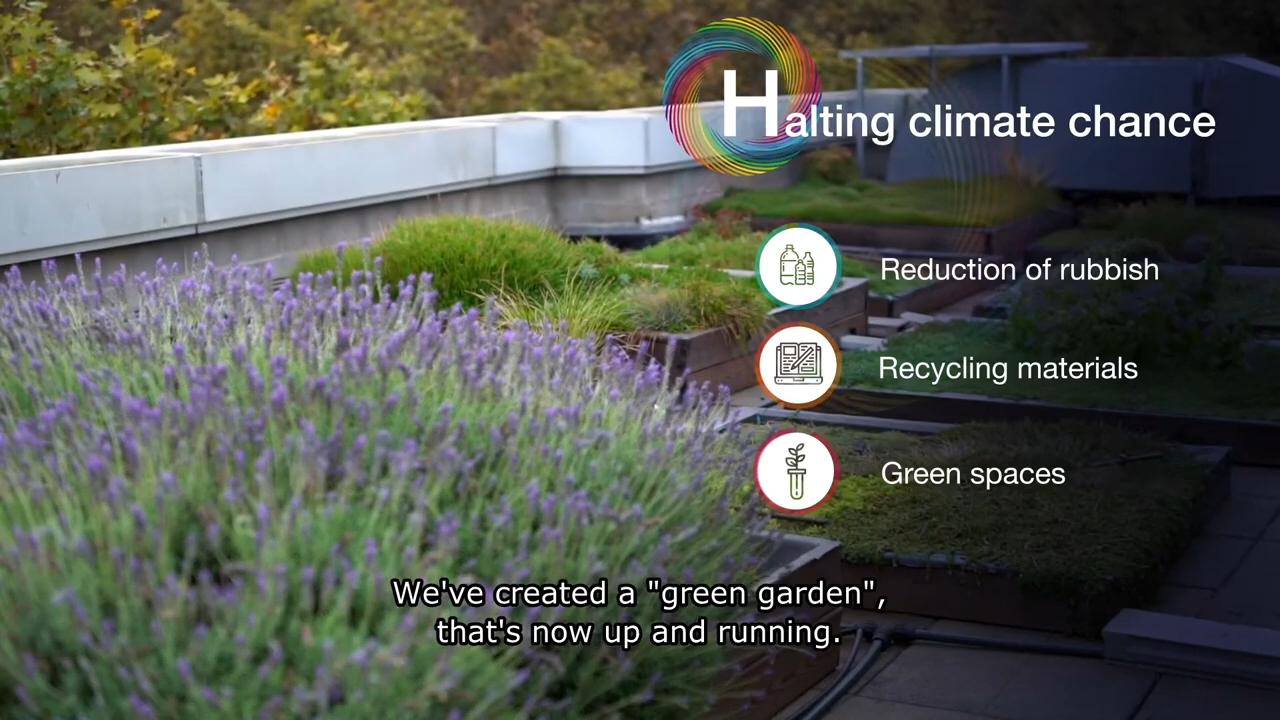 Halting climate chance
Reduction of rubbish
Recycling materials
Green spaces
We've created a "green garden",
that's now up and running.